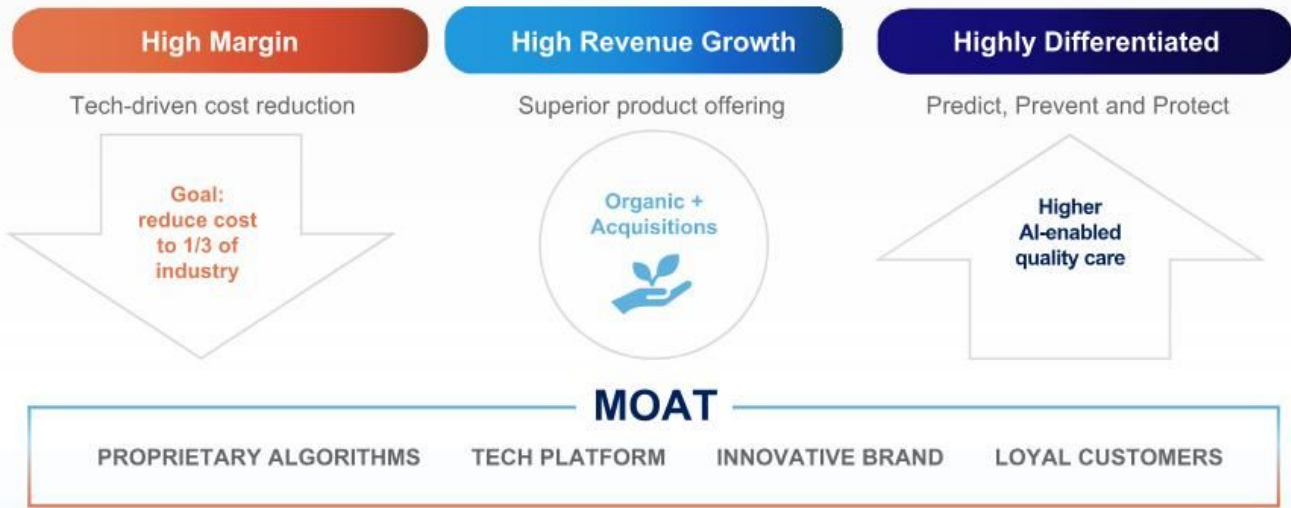 High Margin
High Revenue Growth
Highly Differentiated
Tech-driven cost reduction
Superior product offering
Predict, Prevent and Protect
Goal:
reduce cost
to 1/3 of
industry
Organic +
Acquisitions
Higher
AI-enabled
quality care
MOAT
PROPRIETARY ALGORITHMS
TECH PLATFORM
INNOVATIVE BRAND
LOYAL CUSTOMERS